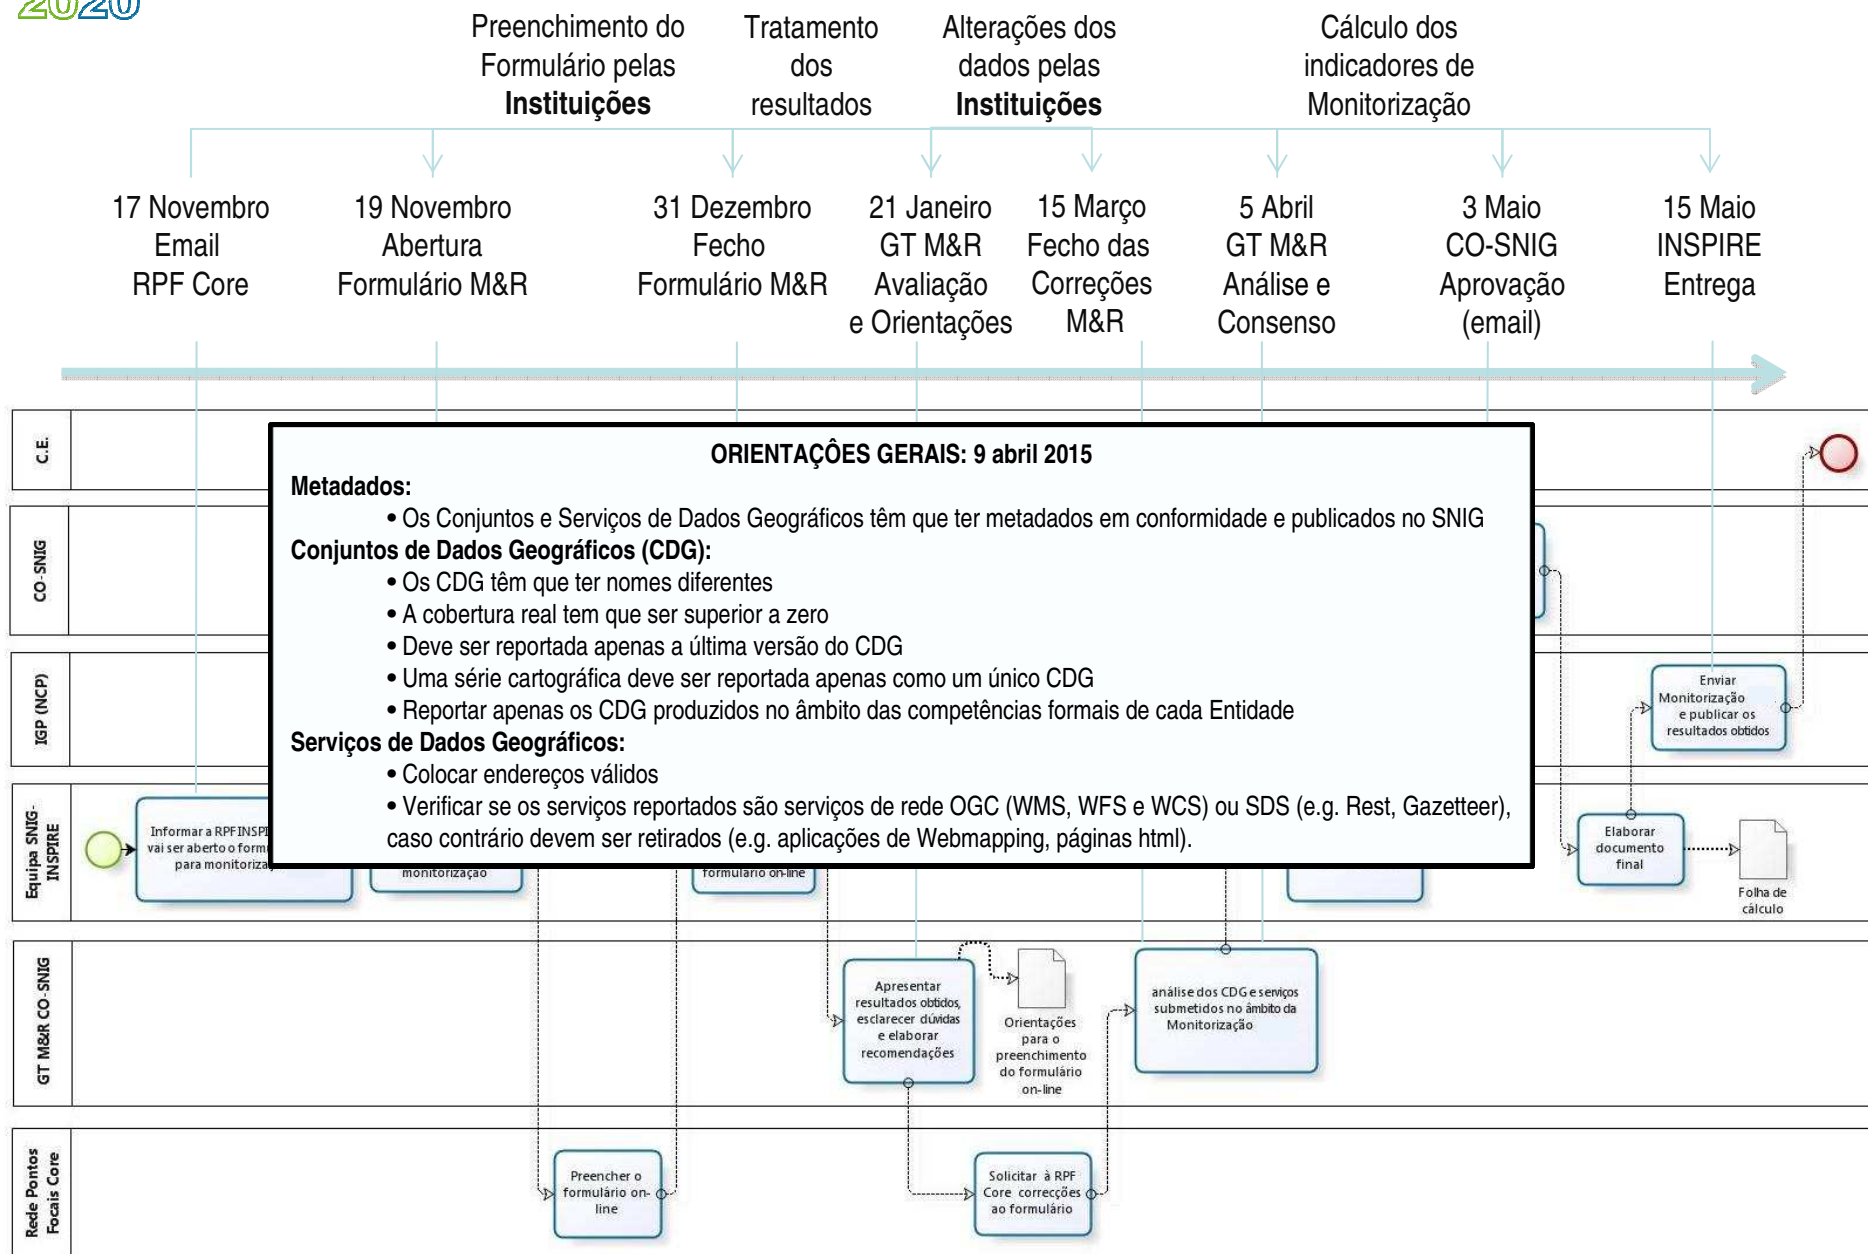 2020
Preenchimento do
Formulário pelas
Instituições
Tratamento
dos
resultados
Alterações dos
dados pelas
Instituições
Cálculo dos
indicadores de
Monitorização
17 Novembro
Email
RPF Core
19 Novembro
Abertura
Formulário M&R
31 Dezembro
Fecho
Formulário M&R
21 Janeiro
GT M&R
Avaliação
e Orientações
15 Março
Fecho das
Correções
M&R
5 Abril
GT M&R
Análise e
Consenso
3 Maio
CO-SNIG
Aprovação
(email)
15 Maio
INSPIRE
Entrega
C.E.
ORIENTAÇÔES GERAIS: 9 abril 2015
Metadados:
• Os Conjuntos e Serviços de Dados Geográficos têm que ter metadados em conformidade e publicados no SNIG
Conjuntos de Dados Geográficos (CDG):
• Os CDG têm que ter nomes diferentes
• A cobertura real tem que ser superior a zero
• Deve ser reportada apenas a última versão do CDG
• Uma série cartográfica deve ser reportada apenas como um único CDG
• Reportar apenas os CDG produzidos no âmbito das competências formais de cada Entidade
Serviços de Dados Geográficos:
• Colocar endereços válidos
• Verificar se os serviços reportados são serviços de rede OGC (WMS, WFS e WCS) ou SDS (e.g. Rest, Gazetteer),
caso contrário devem ser retirados (e.g. aplicações de Webmapping, páginas html).
CO-SNIG
IGP (NCP)
Enviar
Monitorização
e publicar os
resultados obtidos
Equipa SNIG-
INSPIRE
Informar a RPF INSPI
vai ser aberto o formu
para monitoriza
monitorização
formulário on-line
Elaborar
documento
final
Folha de
cálculo
GT M&R CO-SNIG
Apresentar
resultados obtidos,
esclarecer dúvidas
e elaborar
recomendações
Orientações
para o
preenchimento
do formulário
on-line
análise dos CDG e serviços
submetidos no âmbito da
Monitorização
Rede Pontos
Focais Core
Preencher o
formulário on-
line
Solicitar à RPF
Core correcções
ao formulário